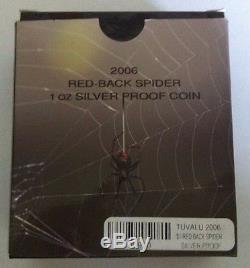 2006
RED-BACK SPIDER
1 oz SILVER PROOF COIN
TUVALU 2006
$1 RED BACK SPIDER
SILVER PROOF